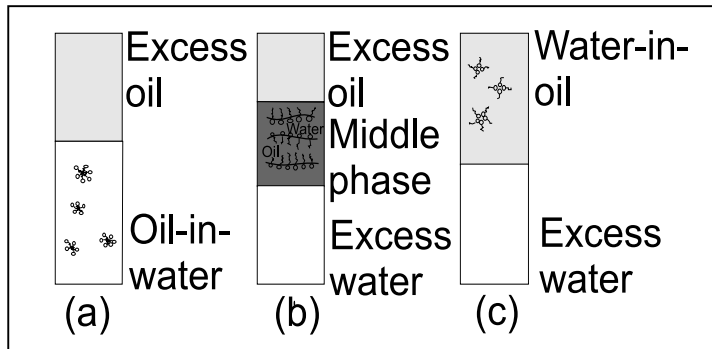 Excess
oil
Oil-in-
water
(a)
Excess
oil
Water
Oil
Middle
phase
Excess
water
(b)
Water-in-
oil
Excess
water
(c)